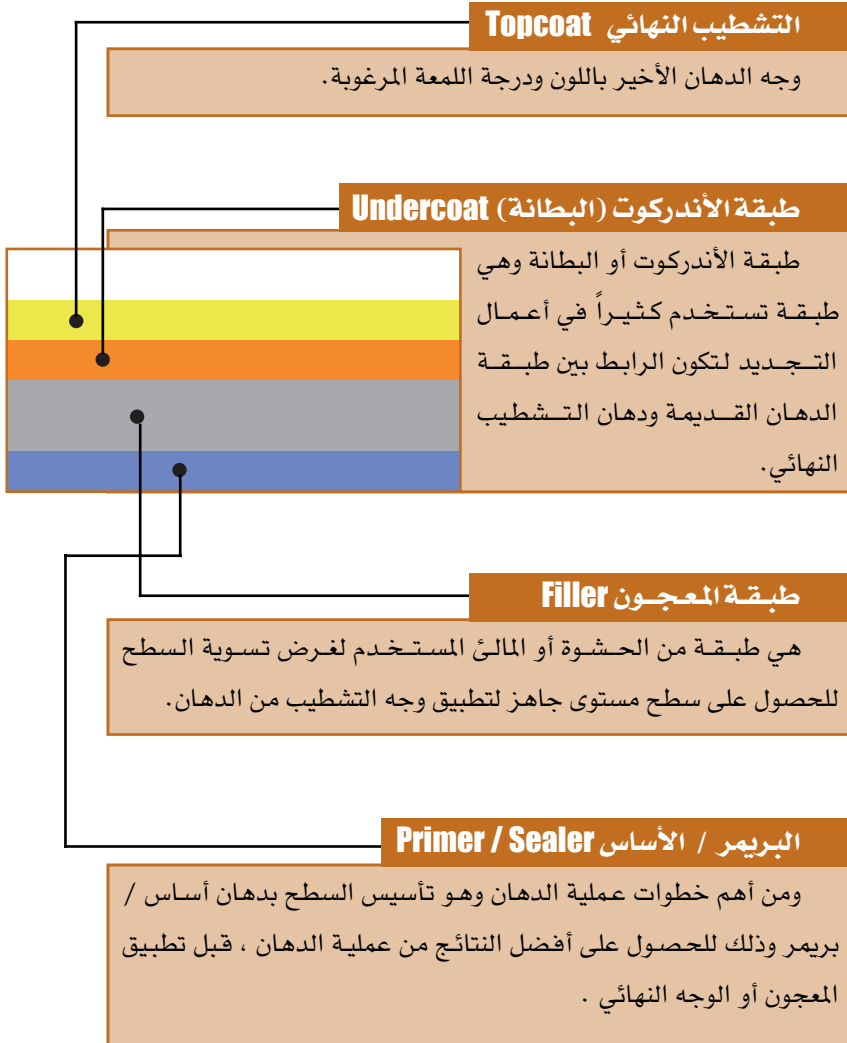 التشطيب النهائي Topcoat
وجه الدهان الأخير باللون ودرجة اللمعة المرغوبة.
طبقة الأندركوت (البطانة) Undercoat
طبقة الأندركوت أو البطانة وهي
طبقة تستخدم كثيراً في أعمال
التجديد لتكون الرابط بين طبقة
الدهان القديمة ودهان التشطيب
النهائي.
طبقة المعجون Filler
هي طبقة من الحشوة أو المالئ المستخدم لغرض تسوية السطح
للحصول على سطح مستوى جاهز لتطبيق وجه التشطيب من الدهان.
البريمر / الأساس Primer / Sealer
ومن أهم خطوات عملية الدهان وهو تأسيس السطح بدهان أساس /
بريمر وذلك للحصول على أفضل النتائج من عملية الدهان ، قبل تطبيق
المعجون أو الوجه النهائي .